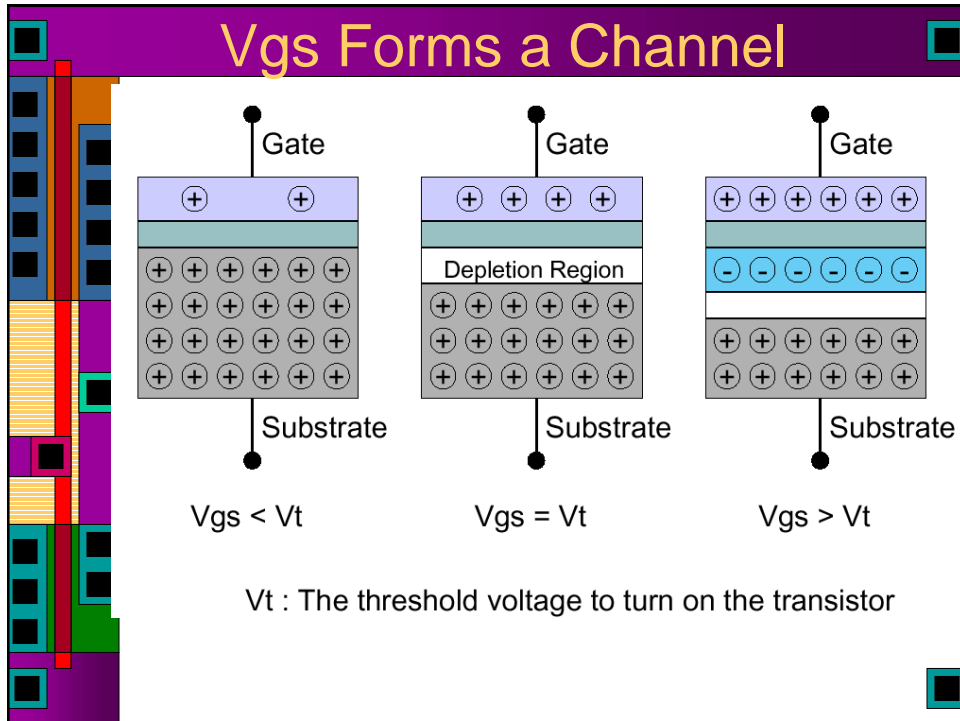 Vgs Forms a Channel
Gate Gate Gate
+ + + + + + + + + + + +
+ + + + + + Depletion Region - - - - - -
+ + + + + + + + + + + +
+ + + + + + + + + + + + + + + + + +
+ + + + + + + + + + + + + + + + + +
Substrate Substrate Substrate
Vgs < Vt Vgs = Vt Vgs > Vt
Vt : The threshold voltage to turn on the transistor